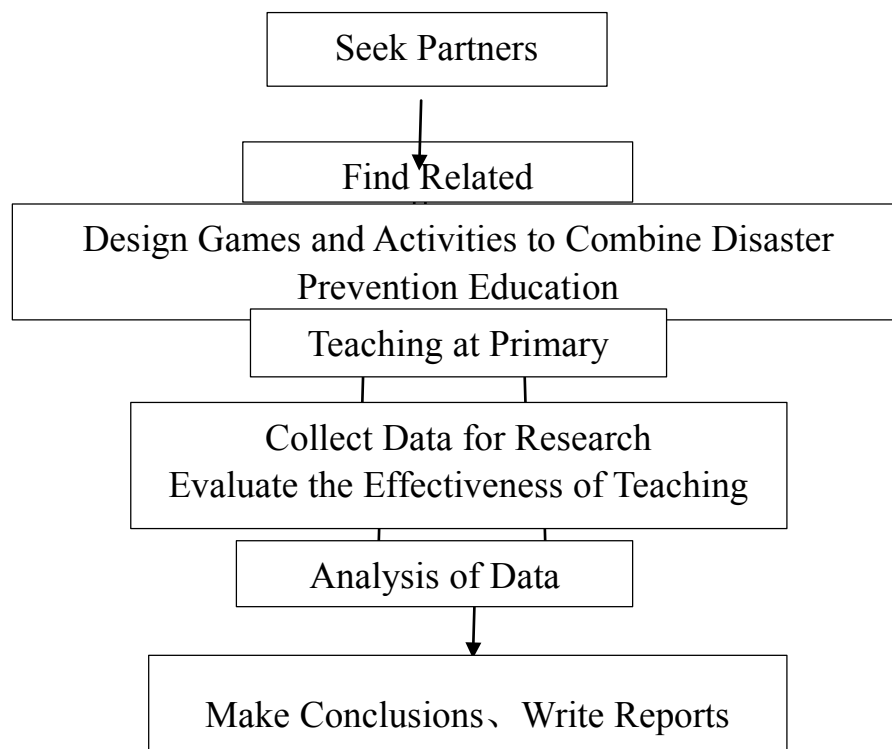 Seek Partners
Find Related
Design Games and Activities to Combine Disaster
Prevention Education
Teaching at Primary
Collect Data for Research
Evaluate the Effectiveness of Teaching
Analysis of Data
Make Conclusions、Write Reports